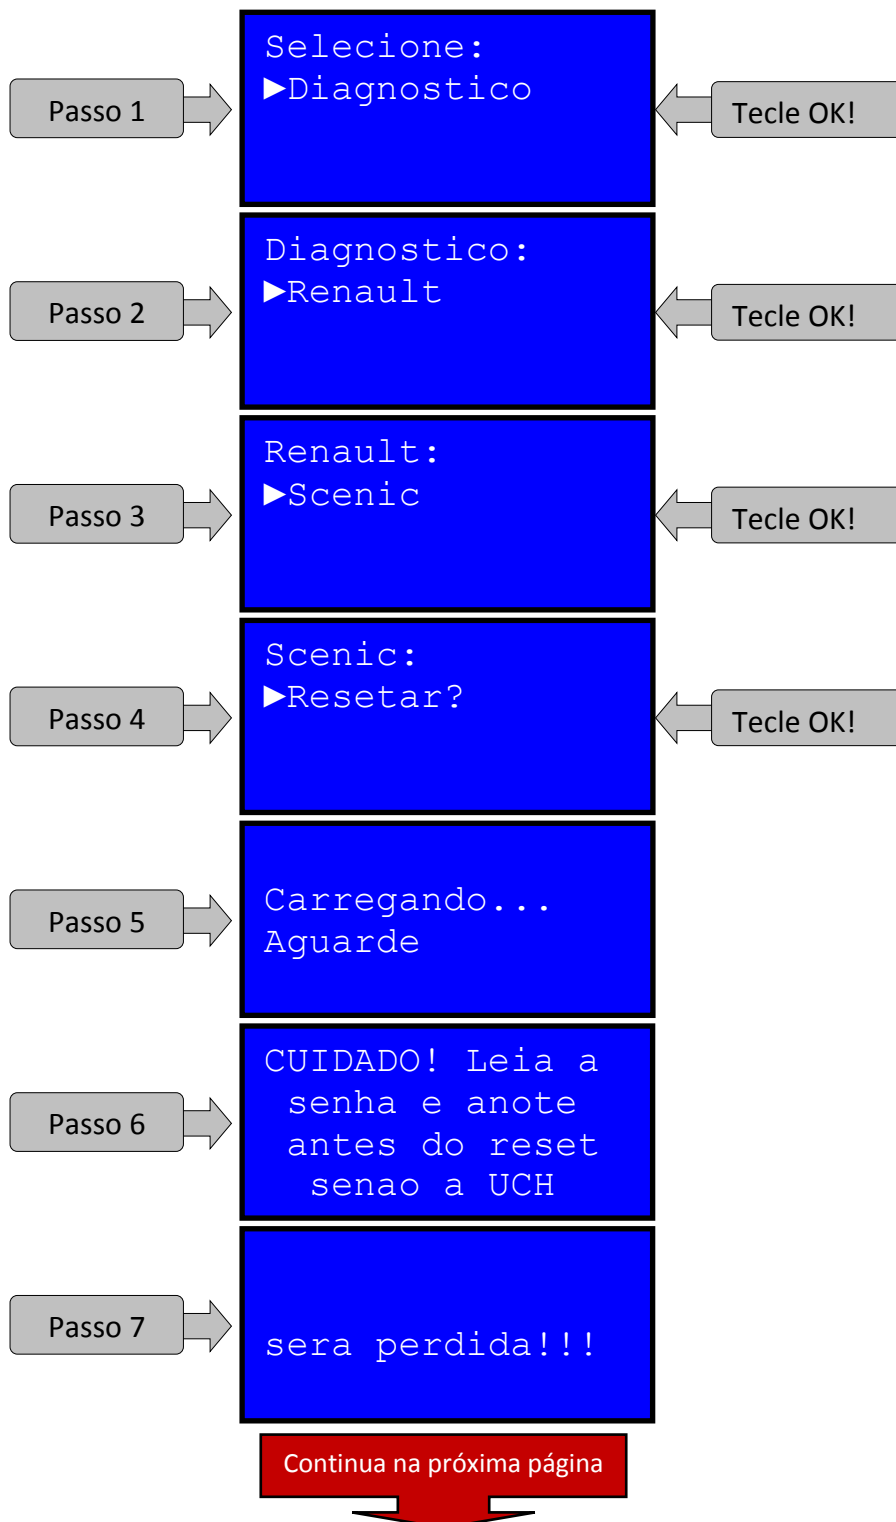 Selecione:
►Diagnostico
Passo 1
Tecle OK!
Diagnostico:
►Renault
Passo 2
Tecle OK!
Renault:
►Scenic
Passo 3
Tecle OK!
Scenic:
►Resetar?
Passo 4
Tecle OK!
Carregando...
Aguarde
Passo 5
CUIDADO! Leia a
senha e anote
antes do reset
senao a UCH
Passo 6
sera perdida!!!
Passo 7
Continua na próxima página